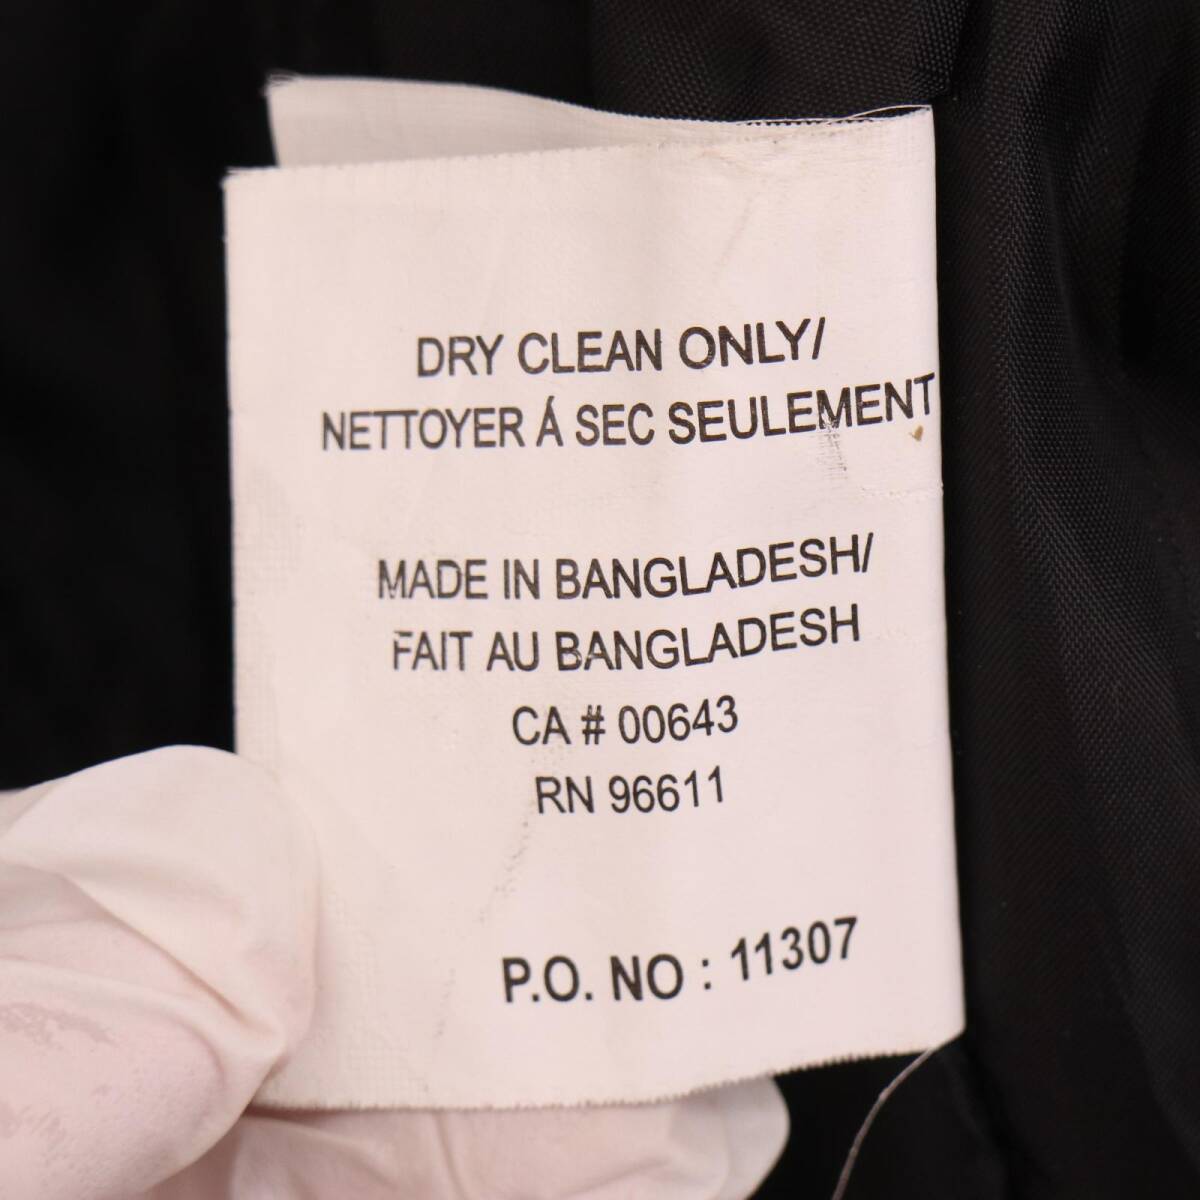 DRY CLEAN ONLY/
NETTOYER Á SEC SEULEMENT
MADE IN BANGLADESH/
FAIT AU BANGLADESH
CA # 00643
RN 96611
P.O. NO : 11307